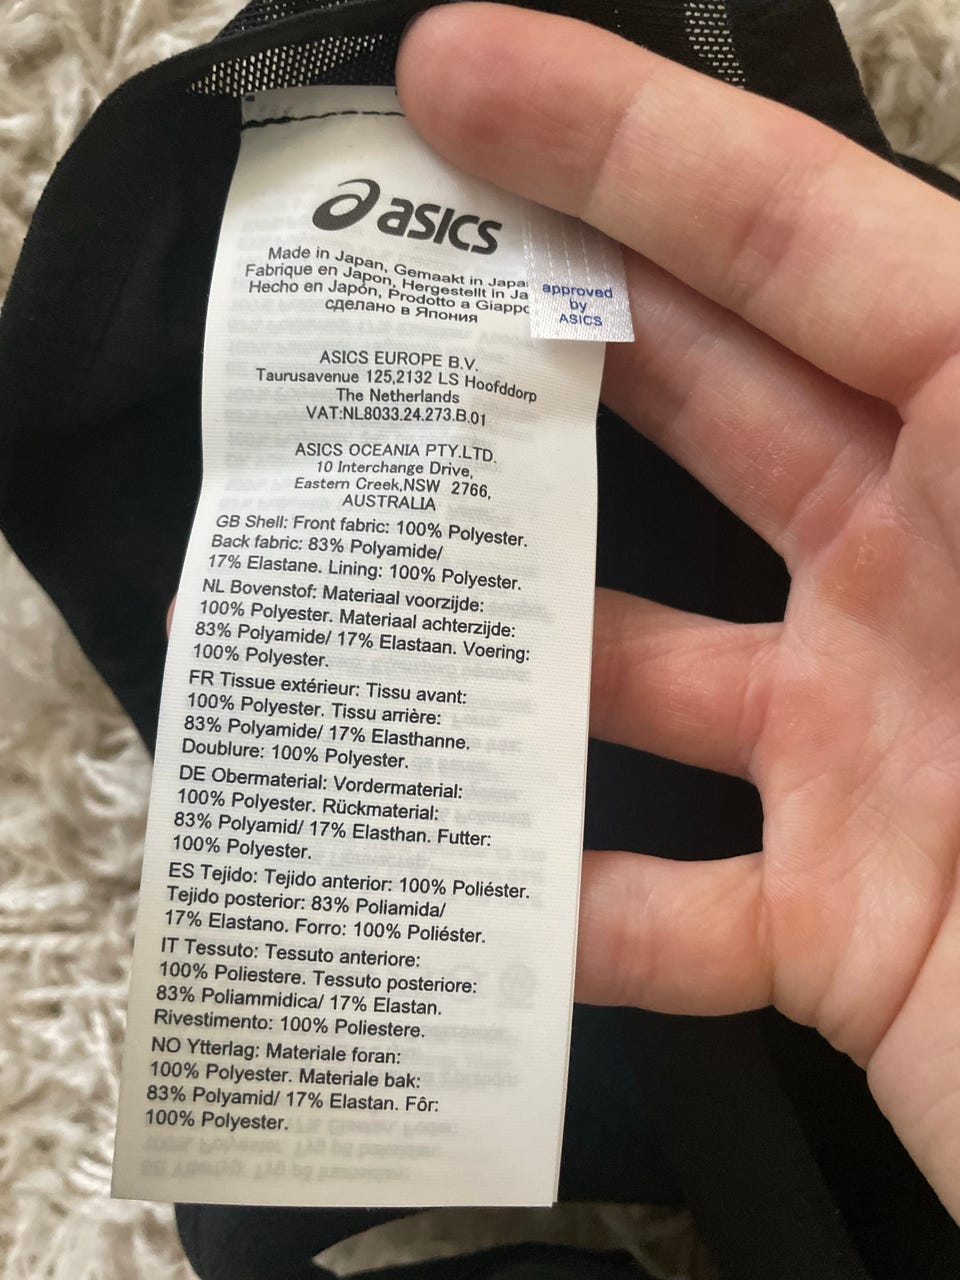 asics
Made in Japan, Gemaakt in Japa
Fabrique en Japon, Hergestellt in Ja
Hecho en Japón, Prodotto a Giappo
сделано в Япония
approved
by
ASICS
ASICS EUROPE B.V.
Taurusavenue 125,2132 LS Hoofddorp
The Netherlands
VAT:NL8033.24.273.B.01
ASICS OCEANIA PTY.LTD.
10 Interchange Drive,
Eastern Creek,NSW 2766,
AUSTRALIA
GB Shell: Front fabric: 100% Polyester.
Back fabric: 83% Polyamide/
17% Elastane. Lining: 100% Polyester.
NL Bovenstof: Materiaal voorzijde:
100% Polyester. Materiaal achterzijde:
83% Polyamide/ 17% Elastaan. Voering:
100% Polyester.
FR Tissue extérieur: Tissu avant:
100% Polyester. Tissu arrière:
83% Polyamide/ 17% Elasthanne.
Doublure: 100% Polyester.
DE Obermaterial: Vordermaterial:
100% Polyester. Rückmaterial:
83% Polyamid/ 17% Elasthan. Futter:
100% Polyester.
ES Tejido: Tejido anterior: 100% Poliéster.
Tejido posterior: 83% Poliamida/
17% Elastano. Forro: 100% Poliéster.
IT Tessuto: Tessuto anteriore:
100% Poliestere. Tessuto posteriore:
83% Poliammidica/ 17% Elastan.
Rivestimento: 100% Poliestere.
NO Ytterlag: Materiale foran:
100% Polyester. Materiale bak:
83% Polyamid/ 17% Elastan. Fôr:
100% Polyester.